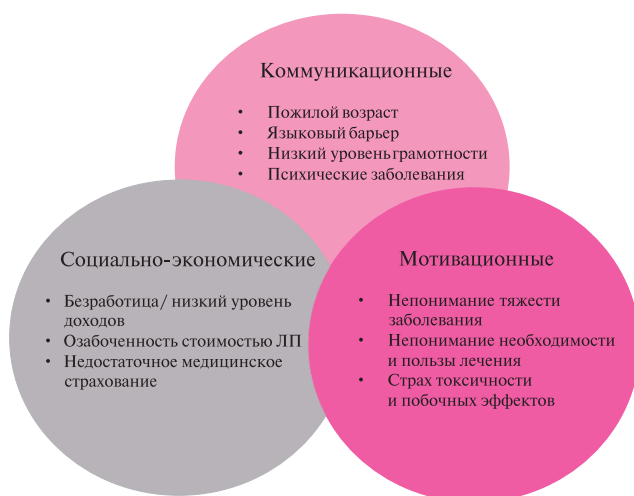 Коммуникационные
• Пожилой возраст
• Языковый барьер
• Низкий уровень грамотности
• Психические заболевания
Социально-экономические
• Безработица/ низкий уровень
доходов
• Озабоченность стоимостью ЛП
• Недостаточное медицинское
страхование
Мотивационные
• Непонимание тяжести
заболевания
• Непонимание необходимости
и пользы лечения
• Страх токсичности
и побочных эффектов